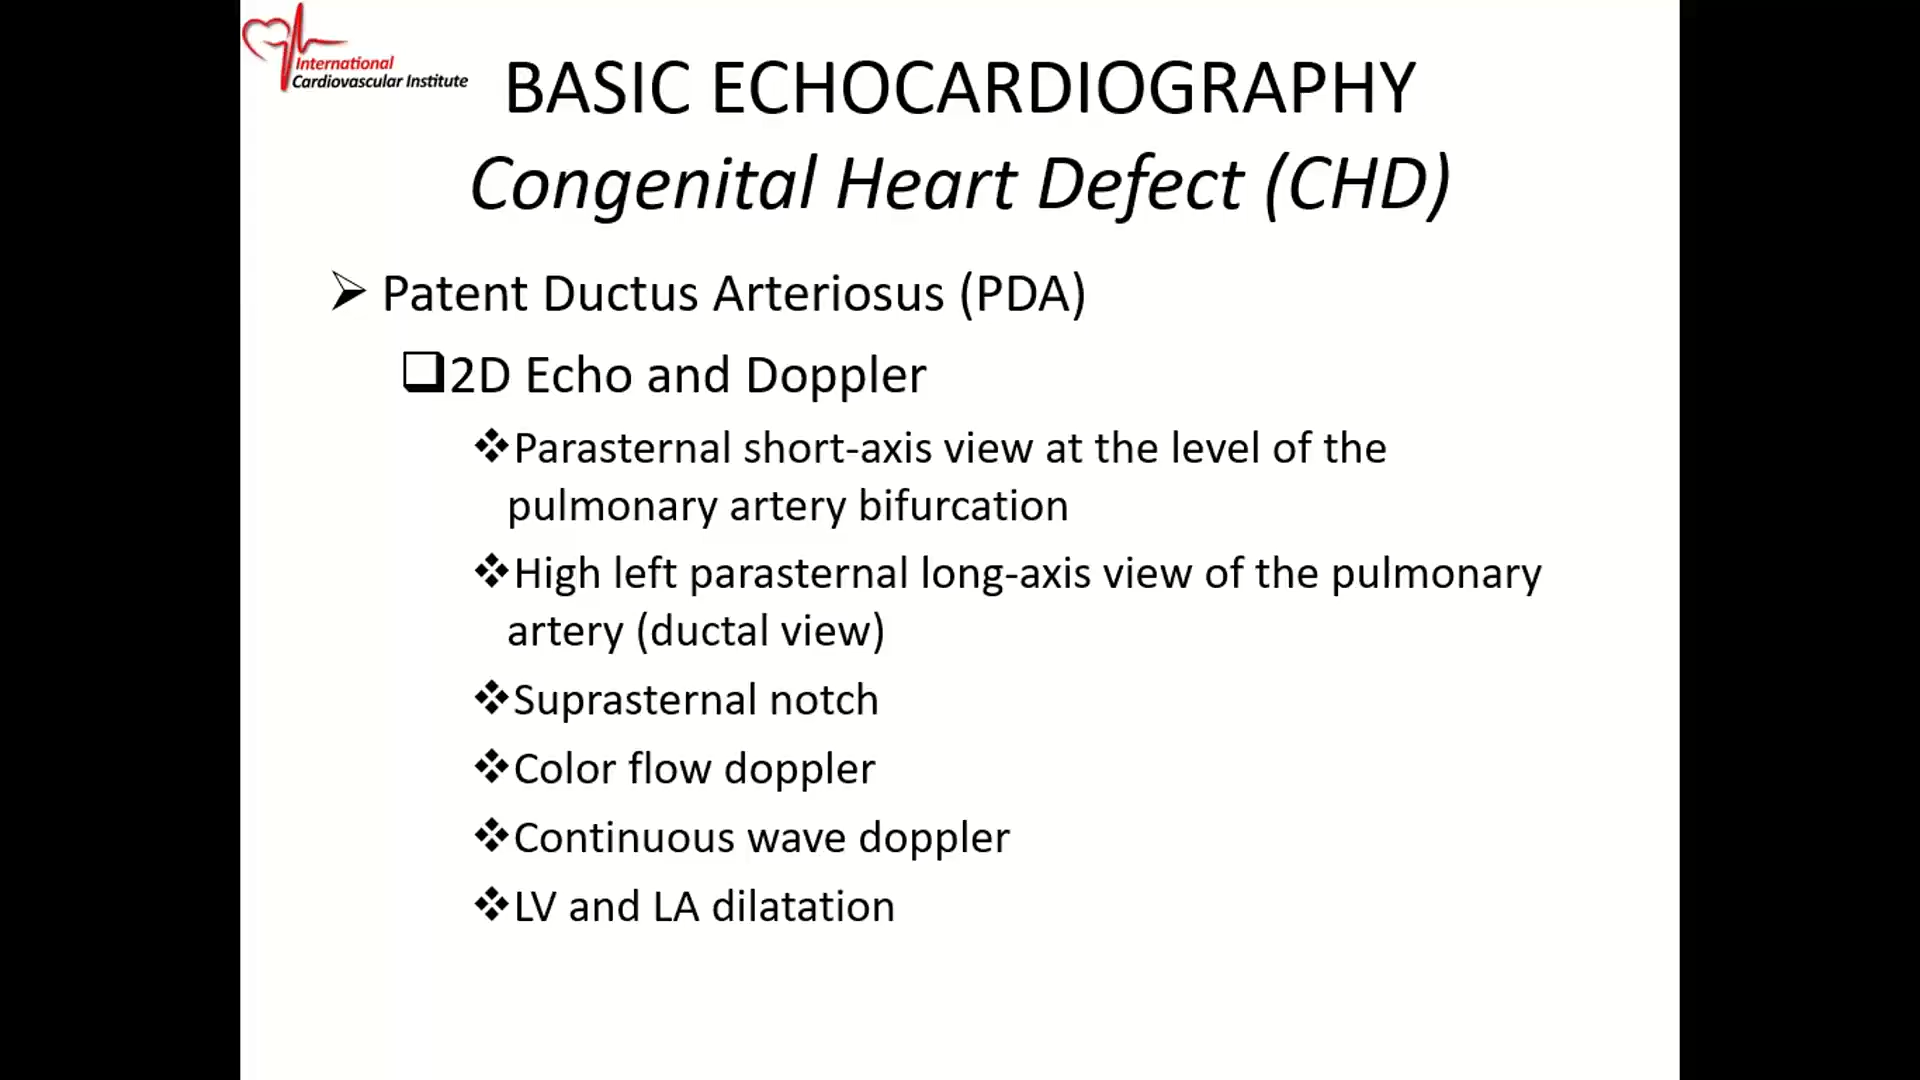 International
Cardiovascular Institute
BASIC ECHOCARDIOGRAPHY
Congenital Heart Defect (CHD)
Patent Ductus Arteriosus (PDA)
2D Echo and Doppler
Parasternal short-axis view at the level of the
pulmonary artery bifurcation
High left parasternal long-axis view of the pulmonary
artery (ductal view)
Suprasternal notch
Color flow doppler
Continuous wave doppler
LV and LA dilatation